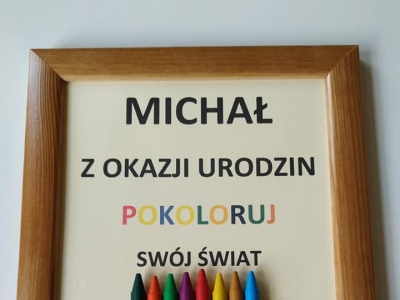 MICHAŁ
Z OKAZJI URODZIN
POKOLORUJ
SWÓJ ŚWIAT